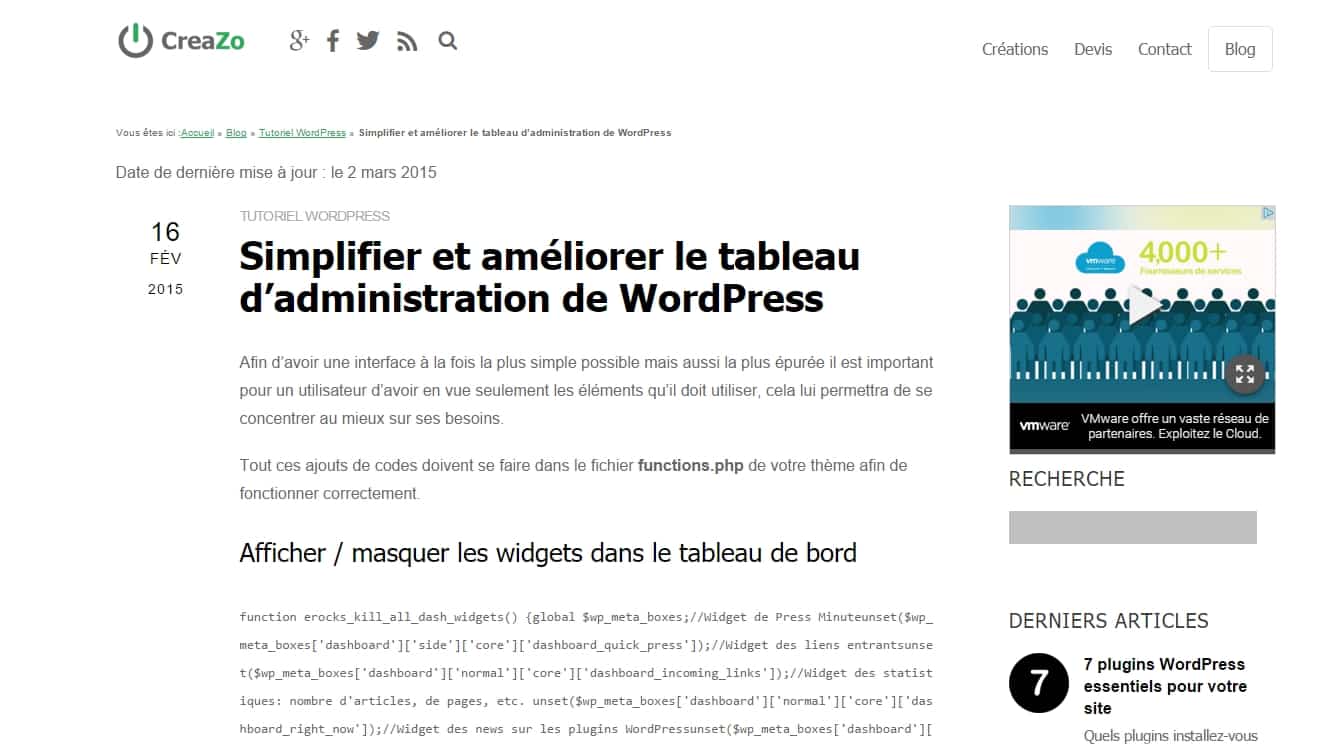 CreaZo
g+
Créations Devis Contact Blog
Vous êtes ici :Accueil » Blog » Tutoriel WordPress » Simplifier et améliorer le tableau d'administration de WordPress
Date de dernière mise à jour : le 2 mars 2015
16
FÉV
2015
TUTORIEL WORDPRESS
Simplifier et améliorer le tableau
d’administration de WordPress
Afin d’avoir une interface à la fois la plus simple possible mais aussi la plus épurée il est important
pour un utilisateur d’avoir en vue seulement les éléments qu’il doit utiliser, cela lui permettra de se
concentrer au mieux sur ses besoins.
Tout ces ajouts de codes doivent se faire dans le fichier functions.php de votre thème afin de
fonctionner correctement.
Afficher / masquer les widgets dans le tableau de bord
function erocks_kill_all_dash_widgets() {global $wp_meta_boxes;//Widget de Press Minuteunset($wp_
meta_boxes['dashboard']['side']['core']['dashboard_quick_press']);//Widget des liens entrantsunse
t($wp_meta_boxes['dashboard']['normal']['core']['dashboard_incoming_links']);//Widget des statist
iques: nombre d'articles, de pages, etc. unset($wp_meta_boxes['dashboard']['normal']['core']['das
hboard_right_now']);//Widget des news sur les plugins WordPressunset($wp_meta_boxes['dashboard'][
vmware
4,000+
Fournisseurs de services
vmware
VMware offre un vaste réseau de
partenaires. Exploitez le Cloud.
RECHERCHE
DERNIERS ARTICLES
7
7 plugins WordPress
essentiels pour votre
site
Quels plugins installez-vous